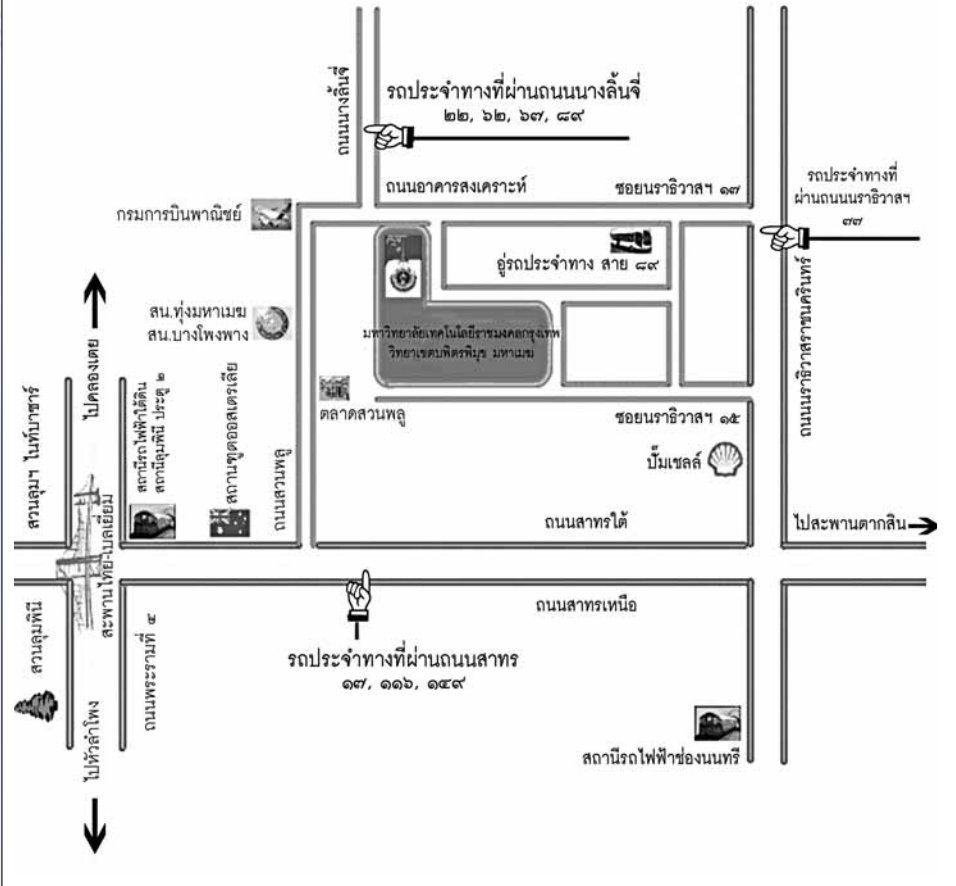 ถนนนางลิ้นจี่
รถประจำทางที่ผ่านถนนนางลิ้นจี่
๒๒, ๖๒, ๖๗, ๘๙
ถนนอาคารสงเคราะห์
ซอยนราธิวาสฯ ๑๗
รถประจำทางที่
ผ่านถนนนราธิวาสฯ
๗๗
กรมการบินพาณิชย์
อู่รถประจำทาง สาย ๘๙
ถนนนราธิวาสราชนครินทร์
สน.ทุ่งมหาเมฆ
สน.บางโพงพาง
มหาวิทยาลัยเทคโนโลยีราชมงคลกรุงเทพ
วิทยาเขตบพิตรพิมุข มหาเมฆ
ไปคลองเตย
สวนลุมฯ ไนท์บาซาร์
สถานีรถไฟฟ้าใต้ดิน
สถานีลุมพินี ประตู ๒
สถานฑูตออสเตรเลีย
ถนนสวนพลู
ตลาดสวนพลู
ซอยนราธิวาสฯ ๑๕
ปั๊มเชลล์
ถนนสาทรใต้
ไปสะพานตากสิน
สะพานไทย-เบลเยี่ยม
ถนนสาทรเหนือ
สวนลุมพินี
ถนนพระรามที่ ๔
รถประจำทางที่ผ่านถนนสาทร
๑๗, ๑๑๖, ๑๔๙
ไปหัวลำโพง
สถานีรถไฟฟ้าช่องนนทรี